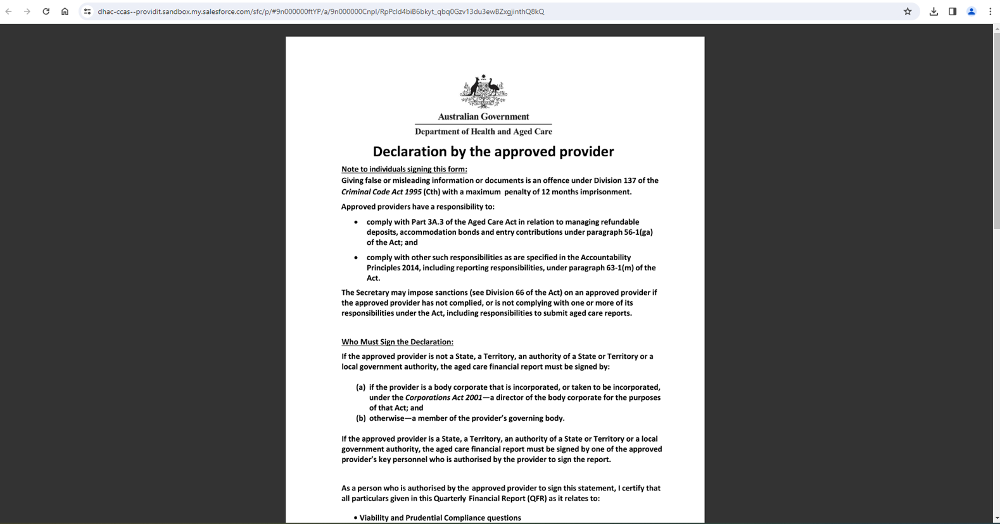 dhac-ccas--providit.sandbox.my.salesforce.com/sfc/p/#9n000000ftYP/a/9n000000Cnpl/RpPcld4biB6bkyt_qbq0Gzv13du3ewBZxgjinthQ8kQ
Australian Government
Department of Health and Aged Care
Declaration by the approved provider
Note to individuals signing this form:
Giving false or misleading information or documents is an offence under Division 137 of the
Criminal Code Act 1995 (Cth) with a maximum penalty of 12 months imprisonment.
Approved providers have a responsibility to:
• comply with Part 3A.3 of the Aged Care Act in relation to managing refundable
deposits, accommodation bonds and entry contributions under paragraph 56-1(ga)
of the Act; and
• comply with other such responsibilities as are specified in the Accountability
Principles 2014, including reporting responsibilities, under paragraph 63-1(m) of the
Act.
The Secretary may impose sanctions (see Division 66 of the Act) on an approved provider if
the approved provider has not complied, or is not complying with one or more of its
responsibilities under the Act, including responsibilities to submit aged care reports.
Who Must Sign the Declaration:
If the approved provider is not a State, a Territory, an authority of a State or Territory or a
local government authority, the aged care financial report must be signed by:
(a) if the provider is a body corporate that is incorporated, or taken to be incorporated,
under the Corporations Act 2001—a director of the body corporate for the purposes
of that Act; and
(b) otherwise—a member of the provider's governing body.
If the approved provider is a State, a Territory, an authority of a State or Territory or a local
government authority, the aged care financial report must be signed by one of the approved
provider's key personnel who is authorised by the provider to sign the report.
As a person who is authorised by the approved provider to sign this statement, I certify that
all particulars given in this Quarterly Financial Report (QFR) as it relates to:
• Viability and Prudential Compliance questions